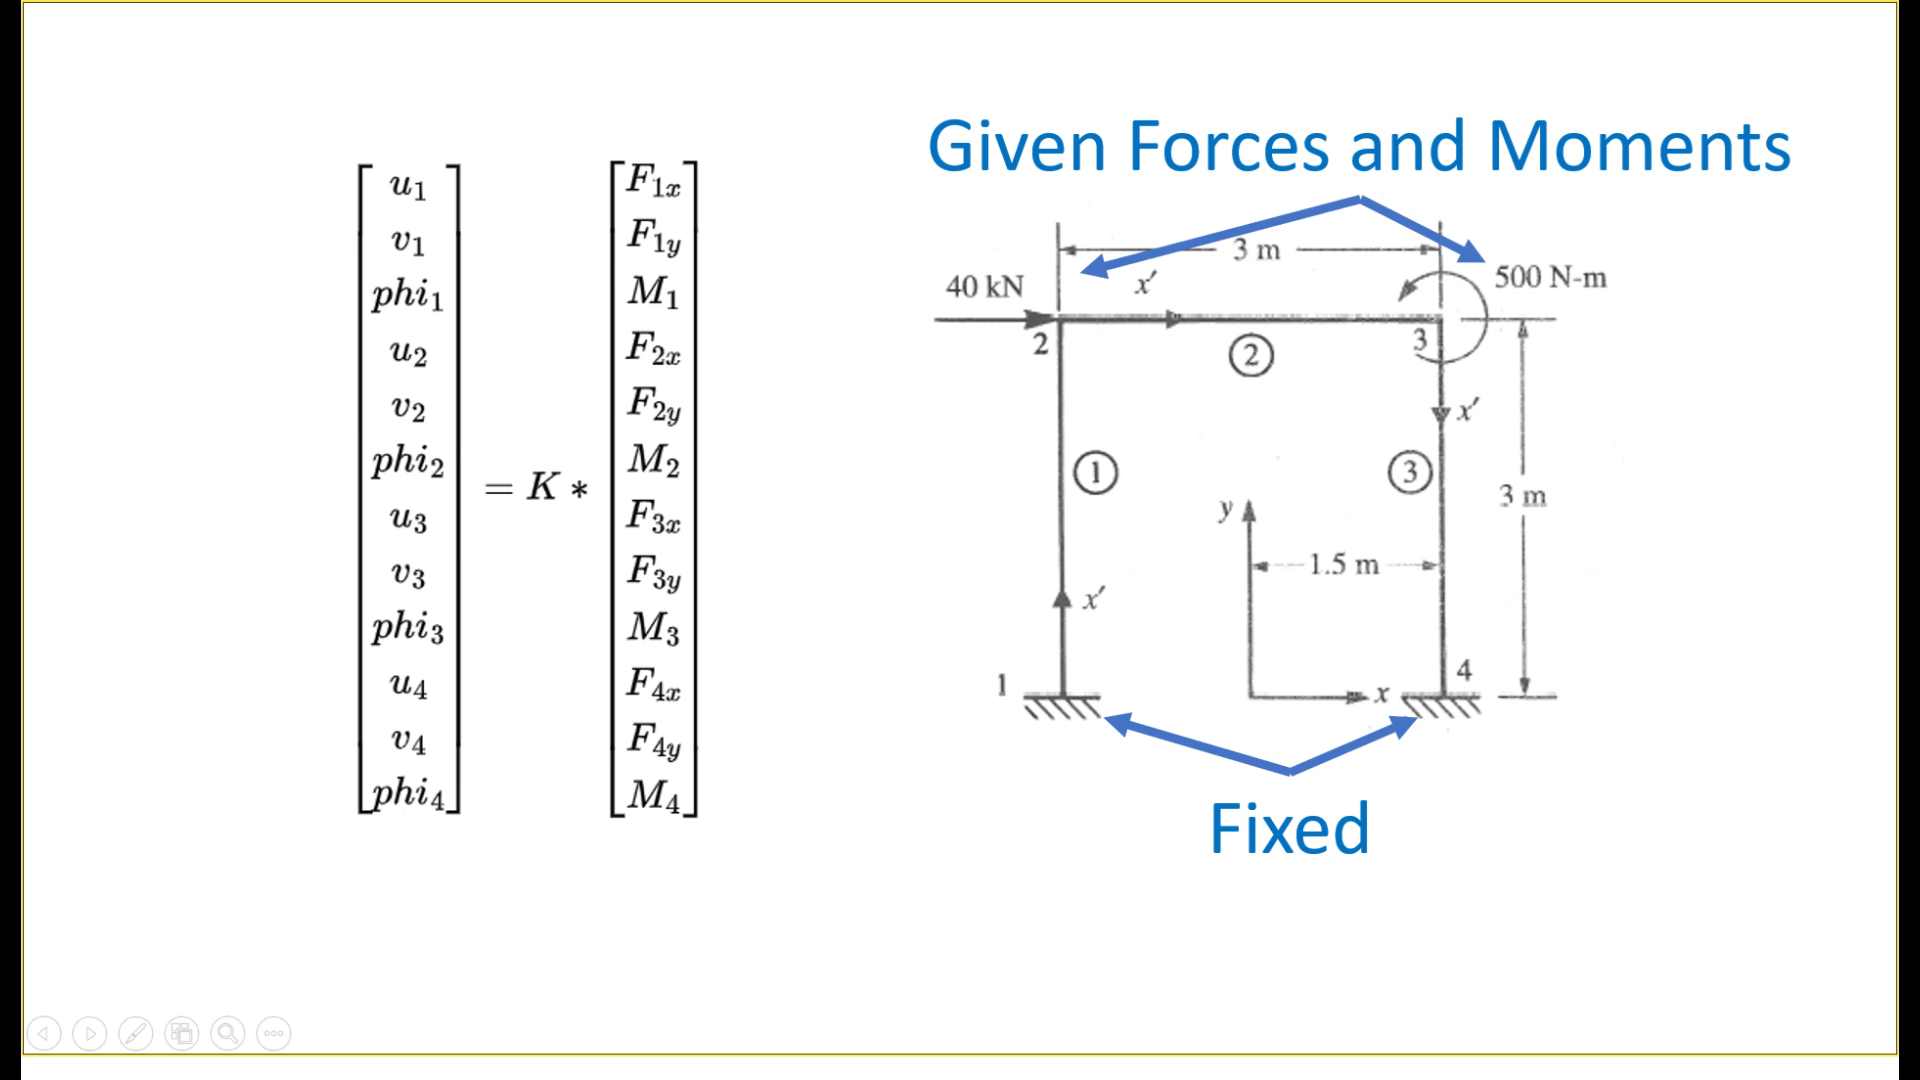 Given Forces and Moments
u1
v1
phi1
u2
v2
phi2
u3
v3
phi3
u4
v4
phi4
= K *
F1x
F1y
M1
F2x
F2y
M2
F3x
F3y
M3
F4x
F4y
M4
3 m
40 kN
x′
500 N-m
2
3
2
x′
1
3
3 m
y
1.5 m
x′
1
4
x
Fixed